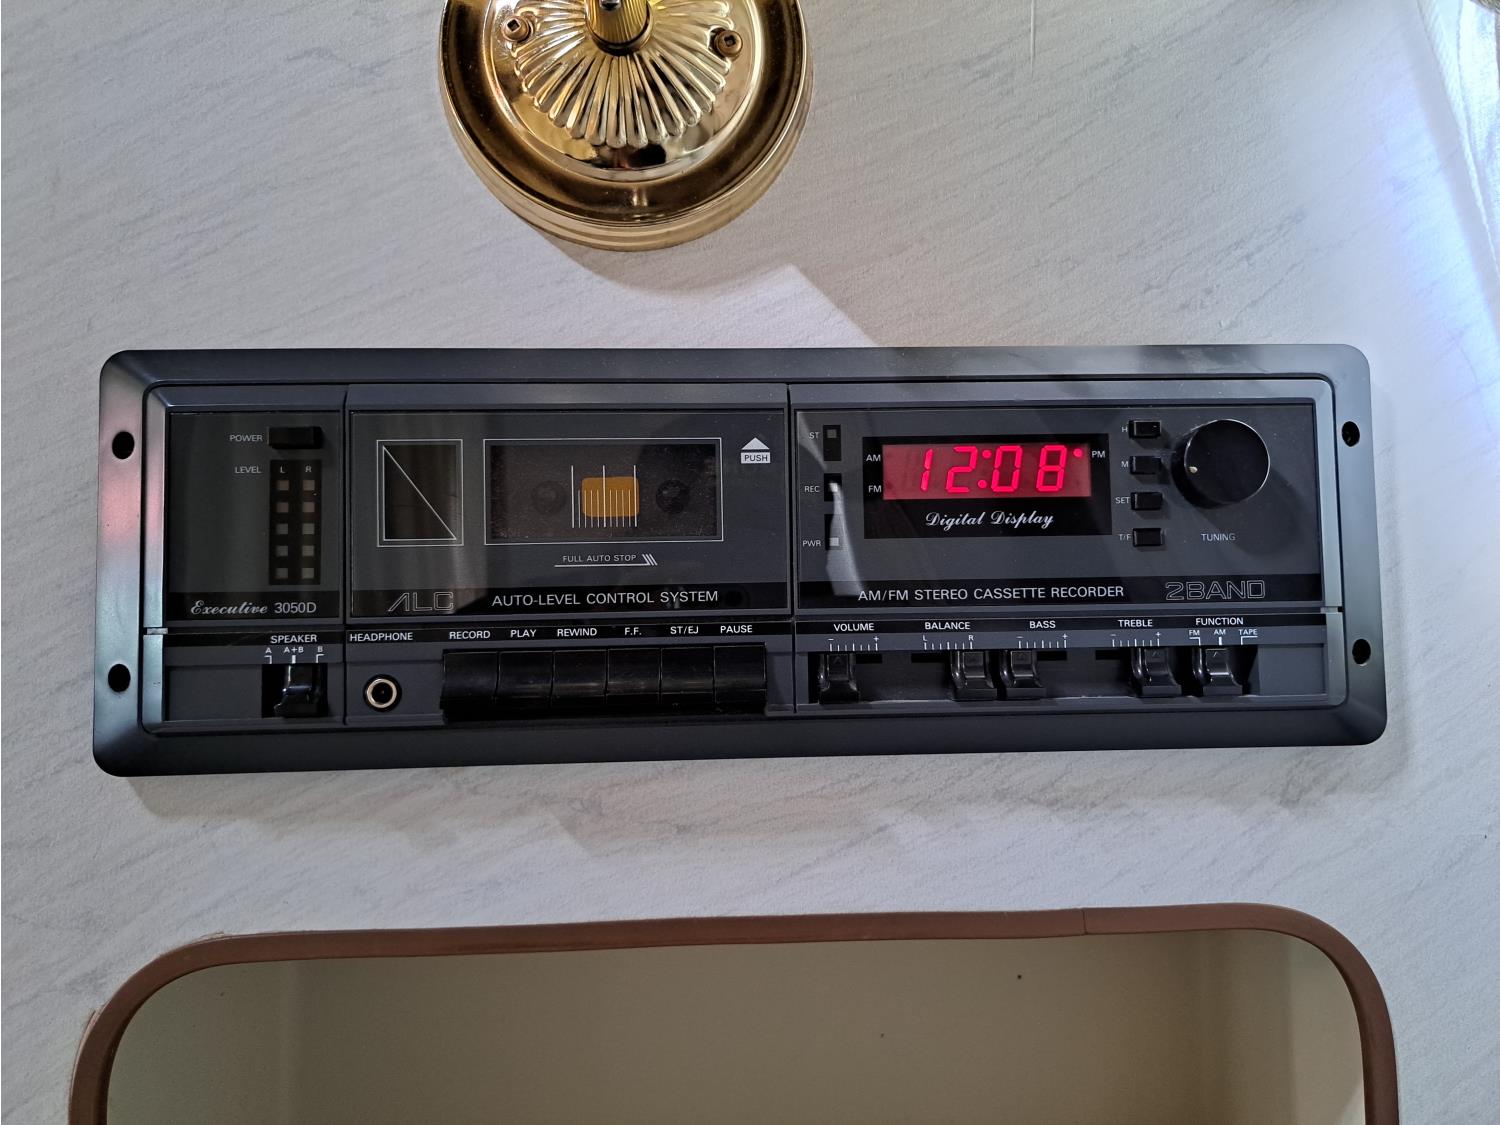 POWER
LEVEL L R
Executive 3050D
SPEAKER
A A+B B
PUSH
FULL AUTO STOP
ALC AUTO-LEVEL CONTROL SYSTEM
HEADPHONE RECORD PLAY REWIND F.F. ST/EJ PAUSE
ST
REC
PWR
AM
FM
12:08
PM
Digital Display
H
M
SET
T/F
TUNING
AM/FM STEREO CASSETTE RECORDER 2BAND
VOLUME BALANCE BASS TREBLE FUNCTION
- + L R - + - + FM AM TAPE